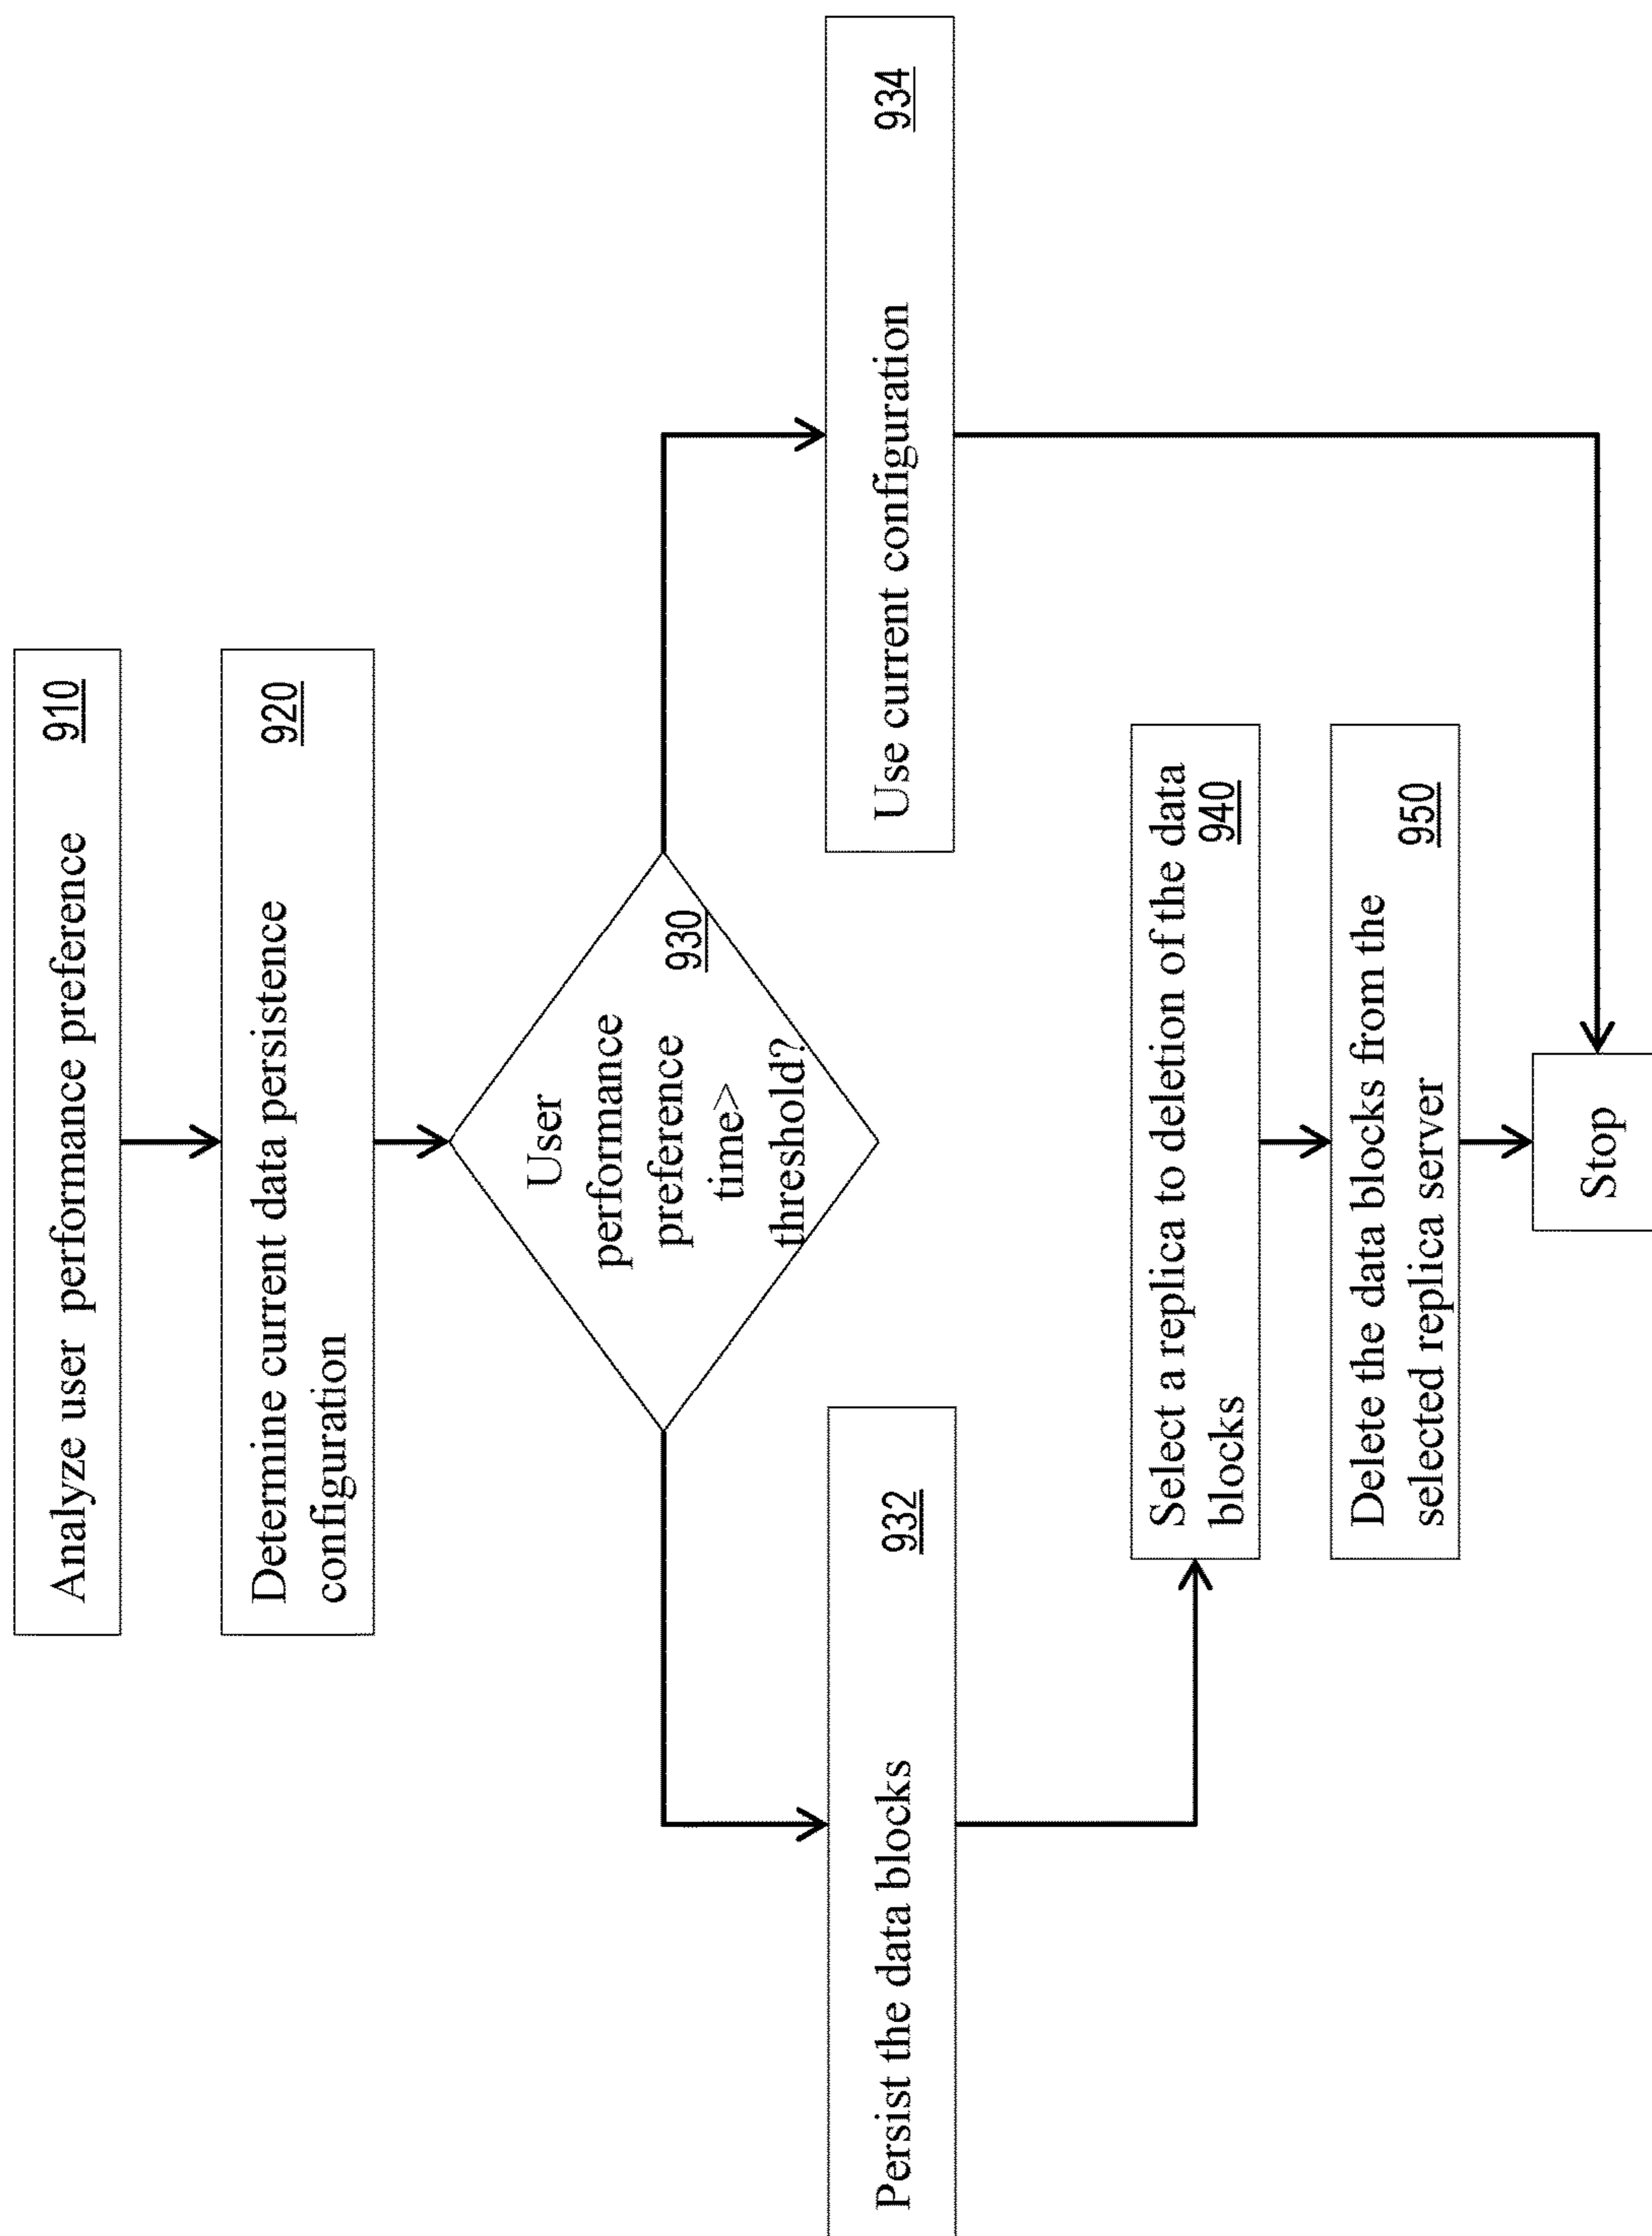 Analyze user performance preference 910
Determine current data persistence 920
configuration
User
performance
preference 930
time>
threshold?
Persist the data blocks 932
Use current configuration 934
Select a replica to deletion of the data
blocks 940
Delete the data blocks from the
selected replica server 950
Stop